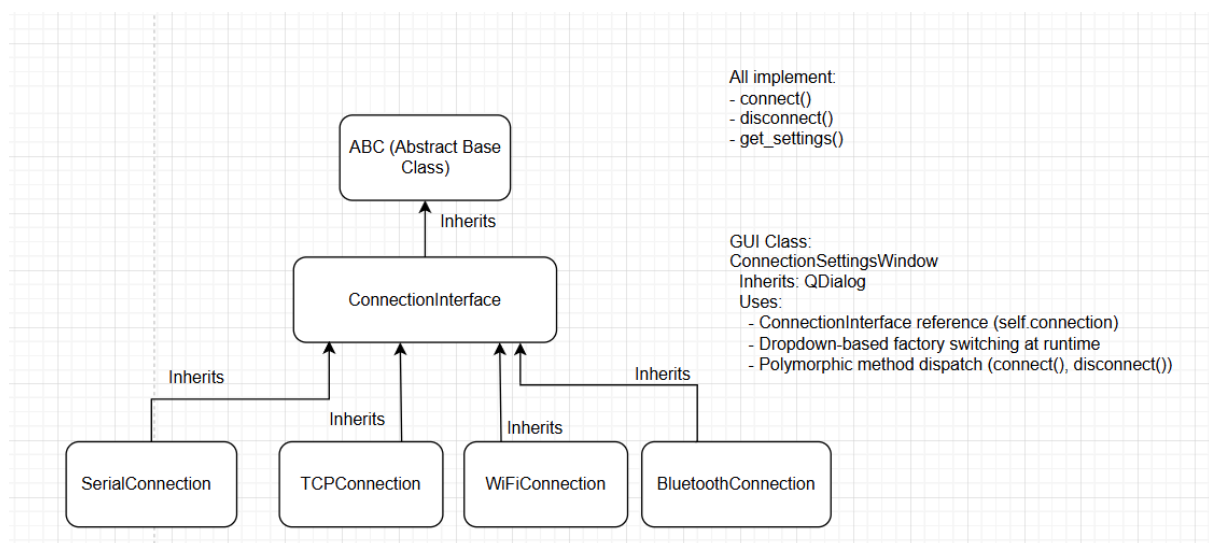 All implement:
- connect()
- disconnect()
- get_settings()
ABC (Abstract Base
Class)
Inherits
GUI Class:
ConnectionSettingsWindow
Inherits: QDialog
Uses:
- ConnectionInterface reference (self.connection)
- Dropdown-based factory switching at runtime
- Polymorphic method dispatch (connect(), disconnect())
ConnectionInterface
Inherits
Inherits
Inherits
Inherits
SerialConnection
TCPConnection
WiFiConnection
BluetoothConnection